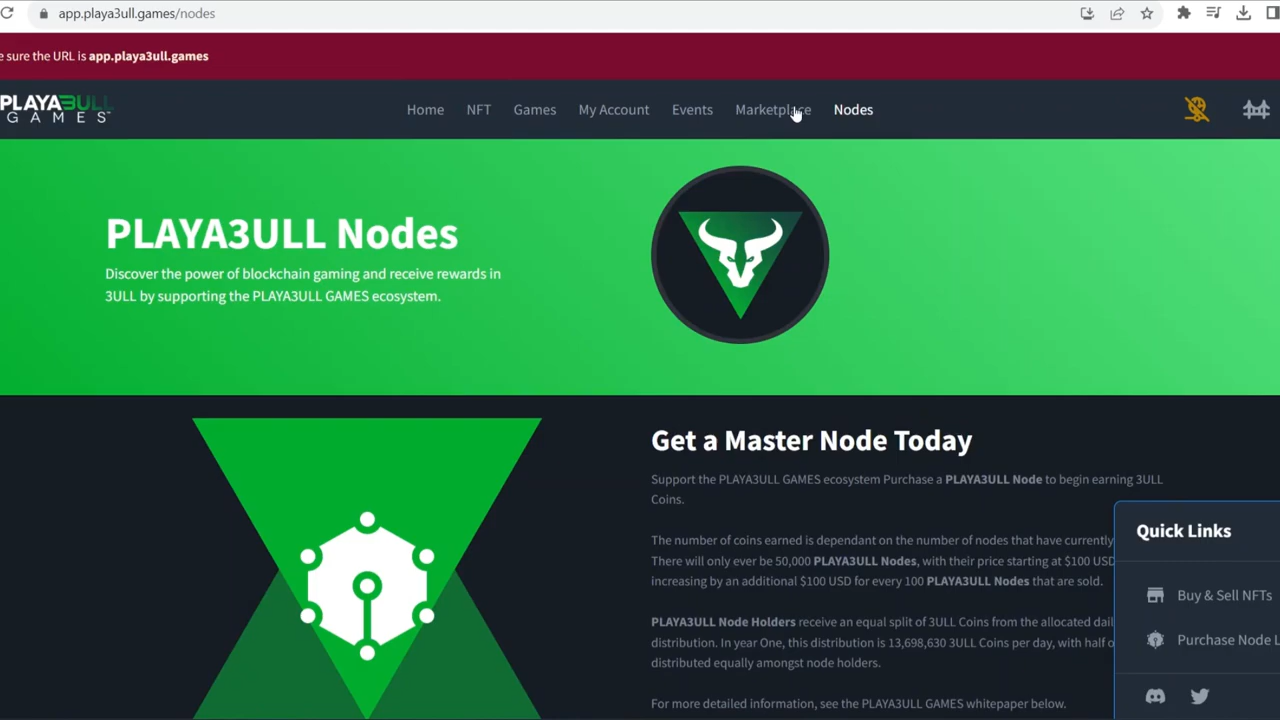 app.playa3ull.games/nodes
e sure the URL is app.playa3ull.games
PLAYA3ULL
GAMES
Home NFT Games My Account Events Marketplace Nodes
PLAYA3ULL Nodes
Discover the power of blockchain gaming and receive rewards in
3ULL by supporting the PLAYA3ULL GAMES ecosystem.
Get a Master Node Today
Support the PLAYA3ULL GAMES ecosystem Purchase a PLAYA3ULL Node to begin earning 3ULL
Coins.
The number of coins earned is dependant on the number of nodes that have currently
There will only ever be 50,000 PLAYA3ULL Nodes, with their price starting at $100 USD
increasing by an additional $100 USD for every 100 PLAYA3ULL Nodes that are sold.
PLAYA3ULL Node Holders receive an equal split of 3ULL Coins from the allocated dail
distribution. In year One, this distribution is 13,698,630 3ULL Coins per day, with half o
distributed equally amongst node holders.
For more detailed information, see the PLAYA3ULL GAMES whitepaper below.
Quick Links
Buy & Sell NFTs
Purchase Node L